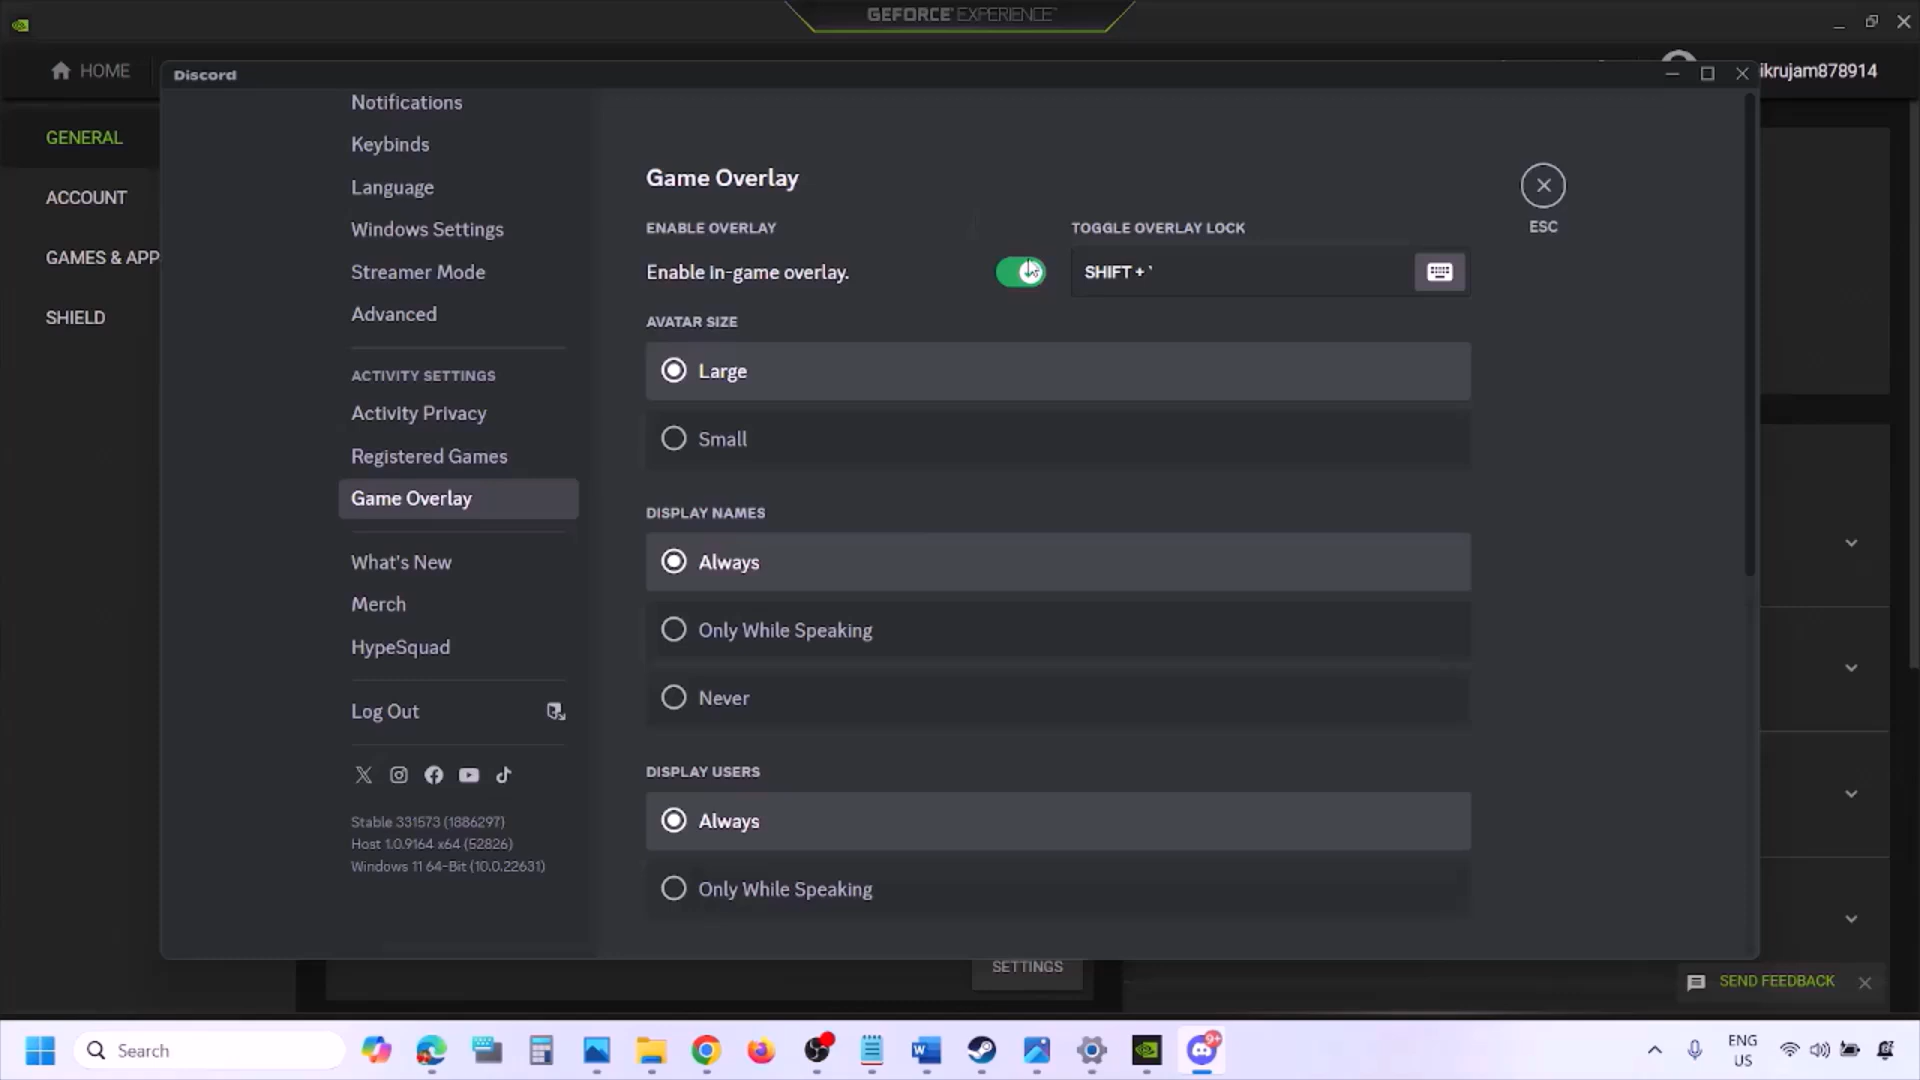 GEFORCE EXPERIENCE
HOME
ikrujam878914
GENERAL
ACCOUNT
GAMES & APP
SHIELD
Discord
Notifications
Keybinds
Language
Windows Settings
Streamer Mode
Advanced
ACTIVITY SETTINGS
Activity Privacy
Registered Games
Game Overlay
What's New
Merch
HypeSquad
Log Out
Stable 331573 (1886297)
Host 1.0.9164 x64 (52826)
Windows 11 64-Bit (10.0.22631)
Game Overlay
ESC
ENABLE OVERLAY
TOGGLE OVERLAY LOCK
Enable in-game overlay.
SHIFT + `
AVATAR SIZE
Large
Small
DISPLAY NAMES
Always
Only While Speaking
Never
DISPLAY USERS
Always
Only While Speaking
SETTINGS
SEND FEEDBACK
Search
9+
ENG
US